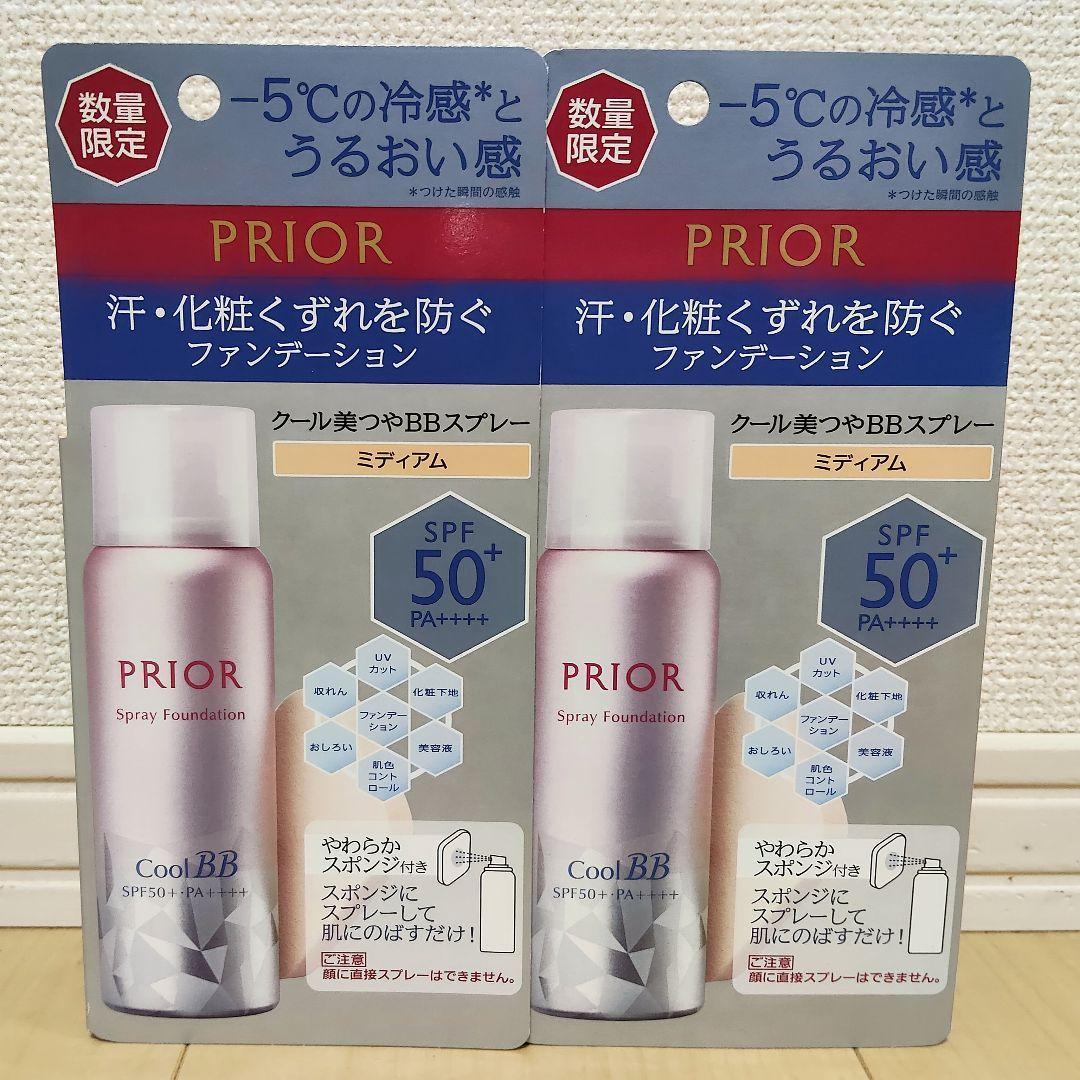 数量
限定
−5℃の冷感*と
うるおい感
*つけた瞬間の感触
PRIOR
汗・化粧くずれを防ぐ
ファンデーション
クール美つやBBスプレー
ミディアム
SPF
50+
PA++++
UV
カット
収れん
化粧下地
ファンデー
ション
おしろい
美容液
肌色
コント
ロール
PRIOR
Spray Foundation
Cool BB
SPF50+・PA++++
やわらか
スポンジ付き
スポンジに
スプレーして
肌にのばすだけ!
ご注意
顔に直接スプレーはできません。
数量
限定
−5℃の冷感*と
うるおい感
*つけた瞬間の感触
PRIOR
汗・化粧くずれを防ぐ
ファンデーション
クール美つやBBスプレー
ミディアム
SPF
50+
PA++++
UV
カット
収れん
化粧下地
ファンデー
ション
おしろい
美容液
肌色
コント
ロール
PRIOR
Spray Foundation
Cool BB
SPF50+・PA++++
やわらか
スポンジ付き
スポンジに
スプレーして
肌にのばすだけ!
ご注意
顔に直接スプレーはできません。